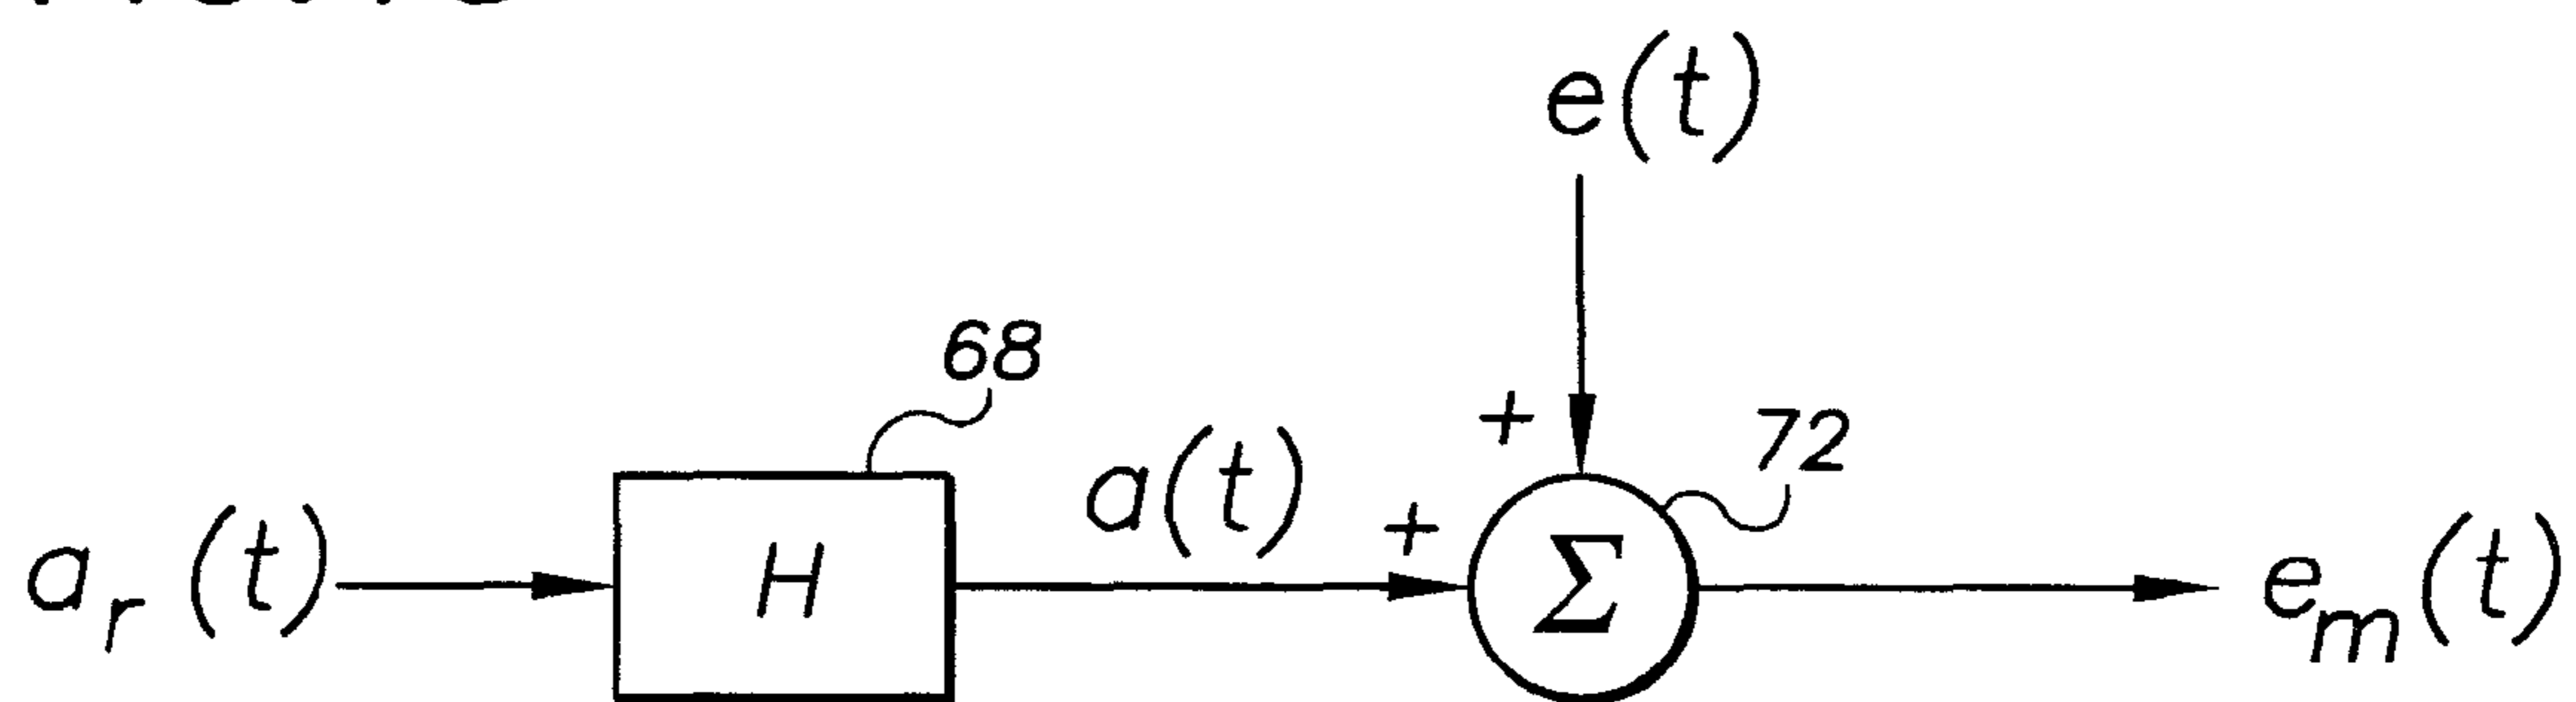 e(t)
68
+
72
a(t)
+
a_r (t)
H
Σ
e_m(t)